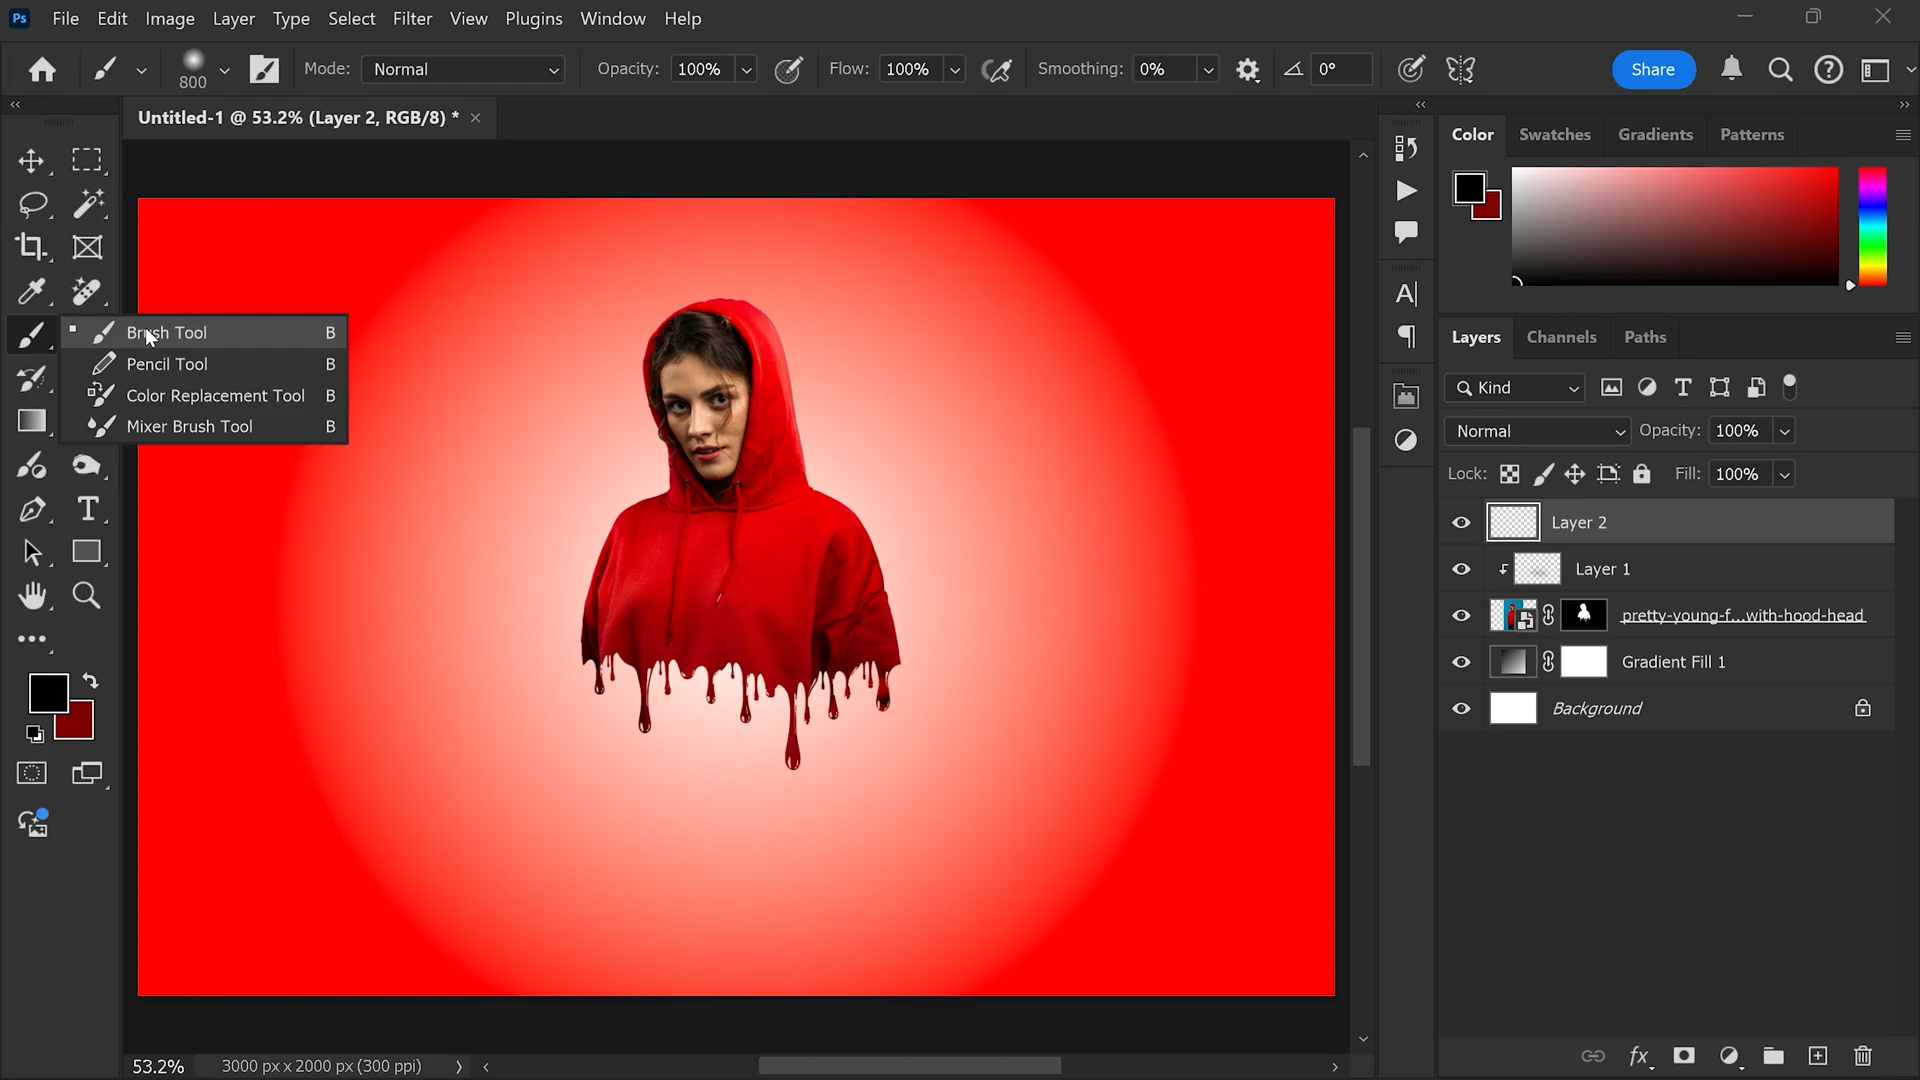 Ps File Edit Image Layer Type Select Filter View Plugins Window Help
800 Mode: Normal Opacity: 100% Flow: 100% Smoothing: 0% 0° Share
Untitled-1 @ 53.2% (Layer 2, RGB/8) *
Color Swatches Gradients Patterns
Brush Tool B
Pencil Tool B
Color Replacement Tool B
Mixer Brush Tool B
Layers Channels Paths
Kind
Normal Opacity: 100%
Lock: Fill: 100%
Layer 2
Layer 1
pretty-young-f...with-hood-head
Gradient Fill 1
Background
53.2% 3000 px x 2000 px (300 ppi)